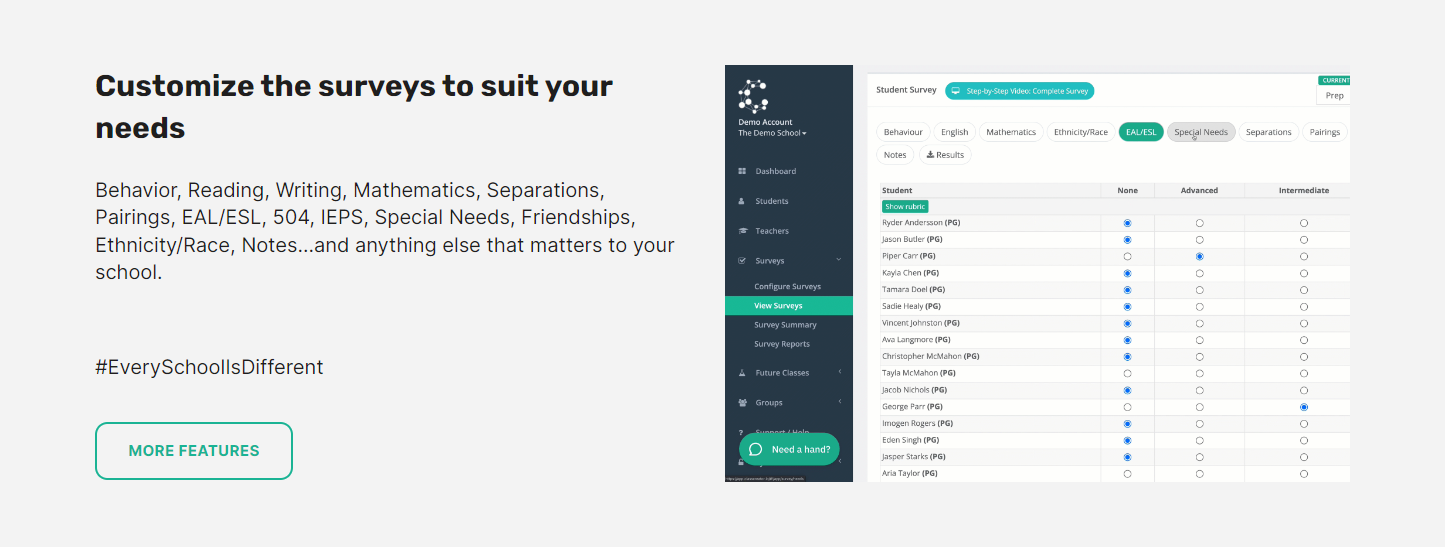 Customize the surveys to suit your
needs
Behavior, Reading, Writing, Mathematics, Separations,
Pairings, EAL/ESL, 504, IEPS, Special Needs, Friendships,
Ethnicity/Race, Notes...and anything else that matters to your
school.
#EverySchoolIsDifferent
MORE FEATURES
Demo Account
The Demo School
Dashboard
Students
Teachers
Surveys
Configure Surveys
View Surveys
Survey Summary
Survey Reports
Future Classes
Groups
Support / Help
Need a hand?
Student Survey
Step-by-Step Video: Complete Survey
CURRENT
Prep
Behaviour English Mathematics Ethnicity/Race EAL/ESL Special Needs Separations Pairings
Notes Results
Student None Advanced Intermediate
Show rubric
Ryder Andersson (PG)
Jason Butler (PG)
Piper Carr (PG)
Kayla Chen (PG)
Tamara Doel (PG)
Sadie Healy (PG)
Vincent Johnston (PG)
Ava Langmore (PG)
Christopher McMahon (PG)
Tayla McMahon (PG)
Jacob Nichols (PG)
George Parr (PG)
Imogen Rogers (PG)
Eden Singh (PG)
Jasper Starks (PG)
Aria Taylor (PG)